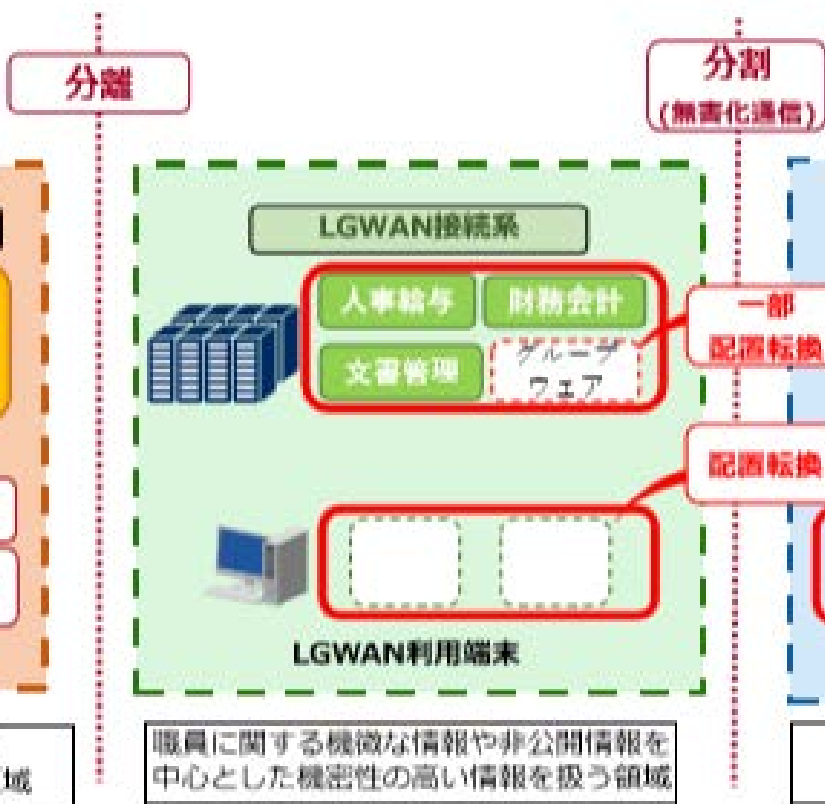 分離
分割
(無害化通信)
LGWAN接続系
人事給与
財務会計
文書管理
グループ
ウェア
一部
配置転換
配置転換
LGWAN利用端末
職員に関する機微な情報や非公開情報を
中心とした機密性の高い情報を扱う領域
域